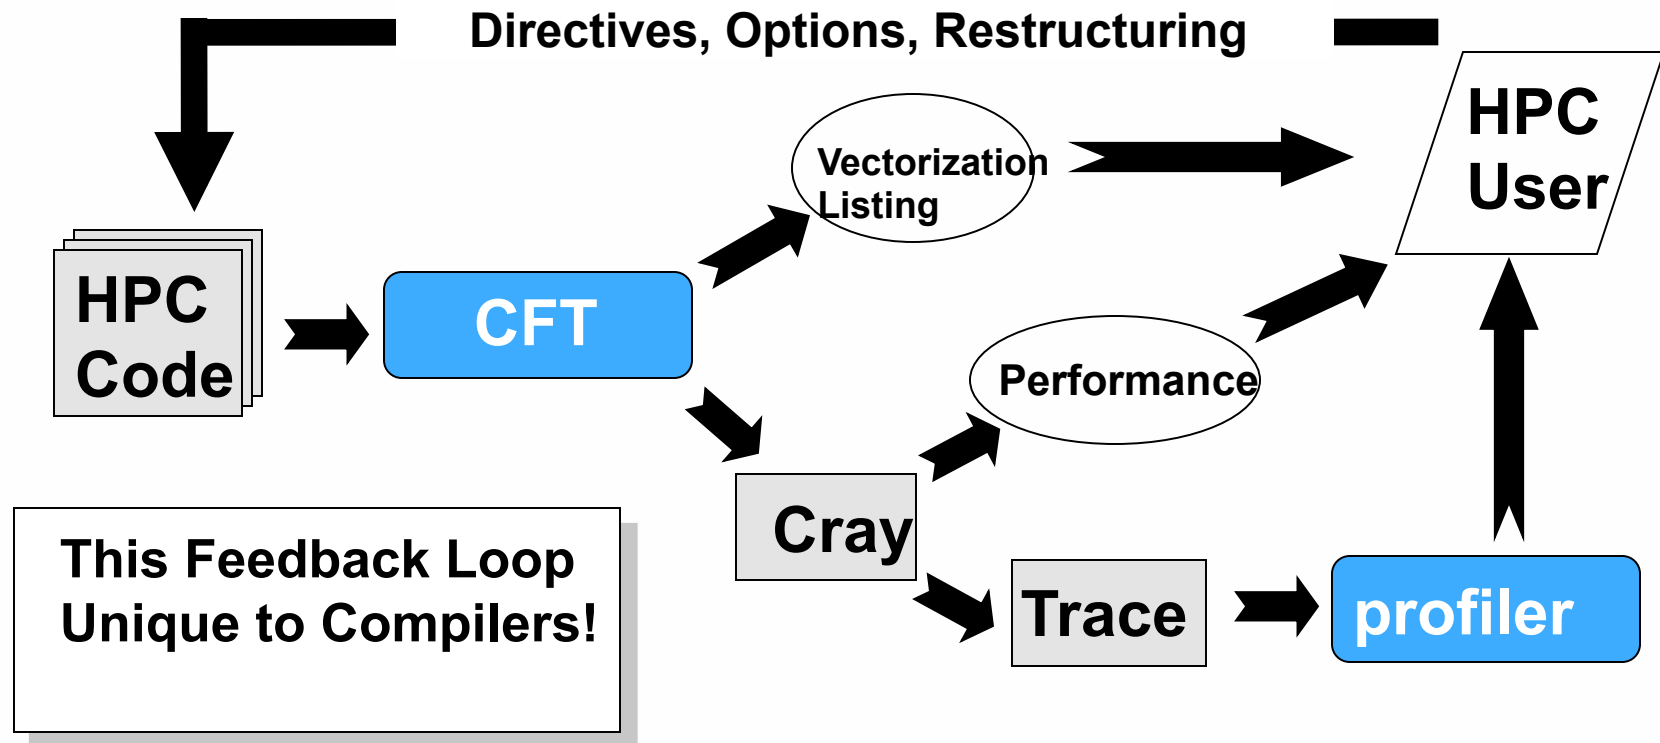 Directives, Options, Restructuring
HPC
User
Vectorization
Listing
HPC
Code
CFT
Performance
Cray
Trace
profiler
This Feedback Loop
Unique to Compilers!